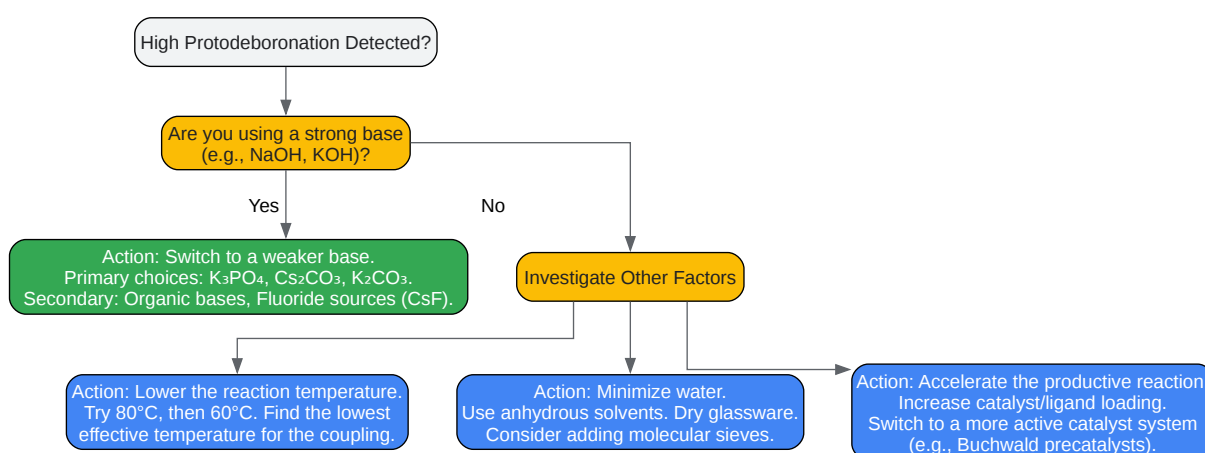 High Protodeboronation Detected?
Are you using a strong base
(e.g., NaOH, KOH)?
Yes
No
Action: Switch to a weaker base.
Primary choices: K₃PO₄, Cs₂CO₃, K₂CO₃.
Secondary: Organic bases, Fluoride sources (CsF).
Investigate Other Factors
Action: Lower the reaction temperature.
Try 80°C, then 60°C. Find the lowest
effective temperature for the coupling.
Action: Minimize water.
Use anhydrous solvents. Dry glassware.
Consider adding molecular sieves.
Action: Accelerate the productive reaction
Increase catalyst/ligand loading.
Switch to a more active catalyst system
(e.g., Buchwald precatalysts).